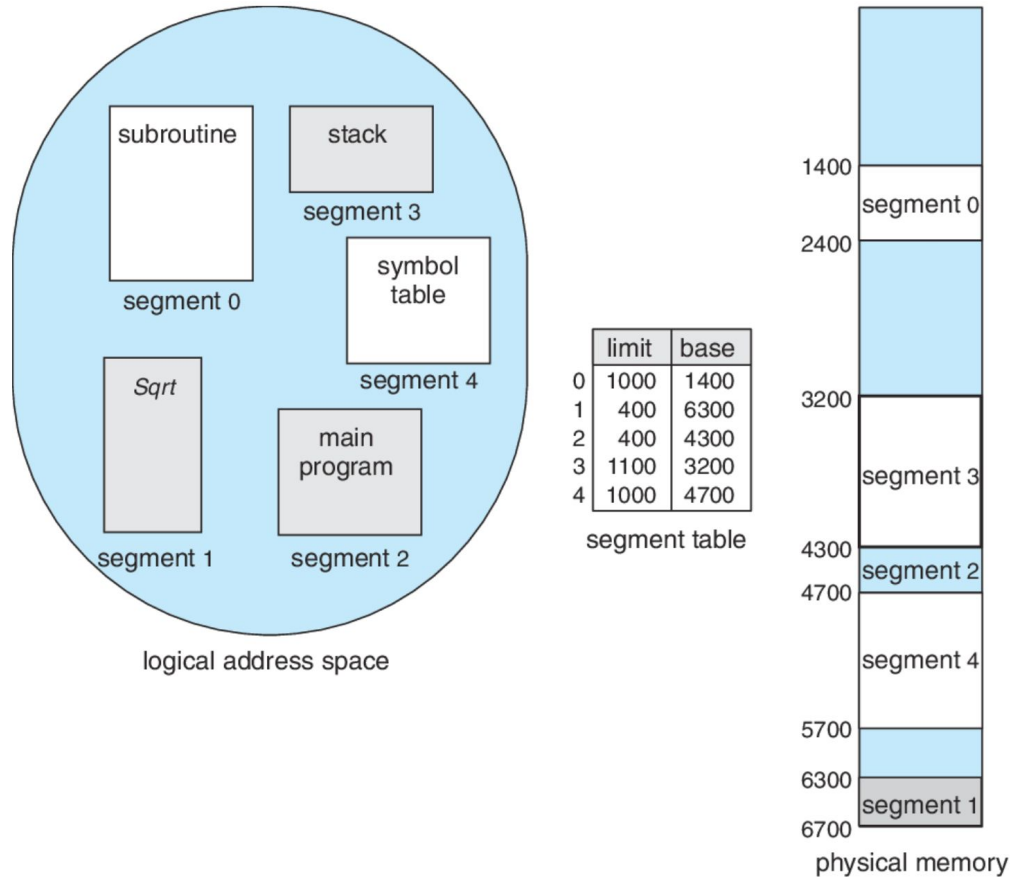 subroutine
segment 0
stack
segment 3
symbol
table
segment 4
Sqrt
segment 1
main
program
segment 2
logical address space
limit base
0 1000 1400
1 400 6300
2 400 4300
3 1100 3200
4 1000 4700
segment table
1400
segment 0
2400
3200
segment 3
4300
segment 2
4700
segment 4
5700
6300
segment 1
6700
physical memory